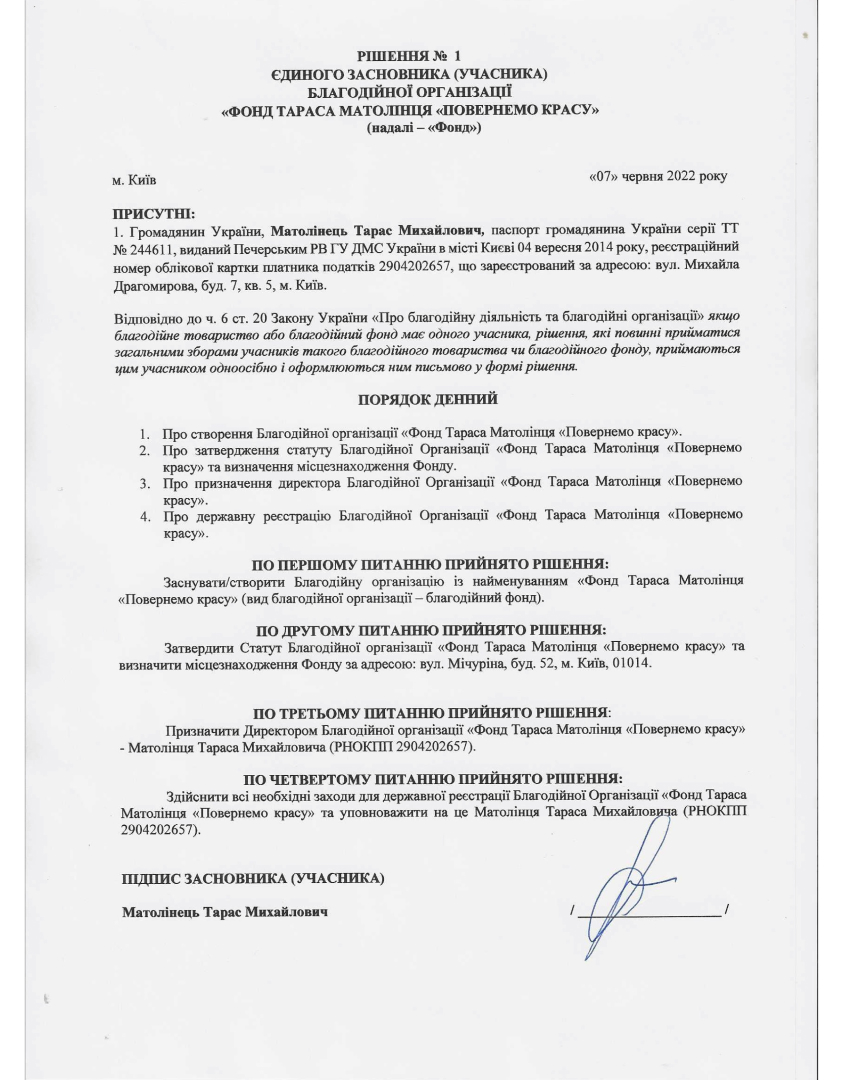 РІШЕННЯ № 1
ЄДИНОГО ЗАСНОВНИКА (УЧАСНИКА)
БЛАГОДІЙНОЇ ОРГАНІЗАЦІЇ
«ФОНД ТАРАСА МАТОЛІНЦЯ «ПОВЕРНЕМО КРАСУ»
(надалі – «Фонд»)
м. Київ «07» червня 2022 року
ПРИСУТНІ:
1. Громадянин України, Матолінець Тарас Михайлович, паспорт громадянина України серії ТТ
№ 244611, виданий Печерським РВ ГУ ДМС України в місті Києві 04 вересня 2014 року, реєстраційний
номер облікової картки платника податків 2904202657, що зареєстрований за адресою: вул. Михайла
Драгомирова, буд. 7, кв. 5, м. Київ.
Відповідно до ч. 6 ст. 20 Закону України «Про благодійну діяльність та благодійні організації» якщо
благодійне товариство або благодійний фонд має одного учасника, рішення, які повинні прийматися
загальними зборами учасників такого благодійного товариства чи благодійного фонду, приймаються
цим учасником одноосібно і оформлюються ним письмово у формі рішення.
ПОРЯДОК ДЕННИЙ
1. Про створення Благодійної організації «Фонд Тараса Матолінця «Повернемо красу».
2. Про затвердження статуту Благодійної Організації «Фонд Тараса Матолінця «Повернемо
красу» та визначення місцезнаходження Фонду.
3. Про призначення директора Благодійної Організації «Фонд Тараса Матолінця «Повернемо
красу».
4. Про державну реєстрацію Благодійної Організації «Фонд Тараса Матолінця «Повернемо
красу».
ПО ПЕРШОМУ ПИТАННЮ ПРИЙНЯТО РІШЕННЯ:
Заснувати/створити Благодійну організацію із найменуванням «Фонд Тараса Матолінця
«Повернемо красу» (вид благодійної організації – благодійний фонд).
ПО ДРУГОМУ ПИТАННЮ ПРИЙНЯТО РІШЕННЯ:
Затвердити Статут Благодійної організації «Фонд Тараса Матолінця «Повернемо красу» та
визначити місцезнаходження Фонду за адресою: вул. Мічуріна, буд. 52, м. Київ, 01014.
ПО ТРЕТЬОМУ ПИТАННЮ ПРИЙНЯТО РІШЕННЯ:
Призначити Директором Благодійної організації «Фонд Тараса Матолінця «Повернемо красу»
- Матолінця Тараса Михайловича (РНОКПП 2904202657).
ПО ЧЕТВЕРТОМУ ПИТАННЮ ПРИЙНЯТО РІШЕННЯ:
Здійснити всі необхідні заходи для державної реєстрації Благодійної Організації «Фонд Тараса
Матолінця «Повернемо красу» та уповноважити на це Матолінця Тараса Михайловича (РНОКПП
2904202657).
ПІДПИС ЗАСНОВНИКА (УЧАСНИКА)
Матолінець Тарас Михайлович /____________________/